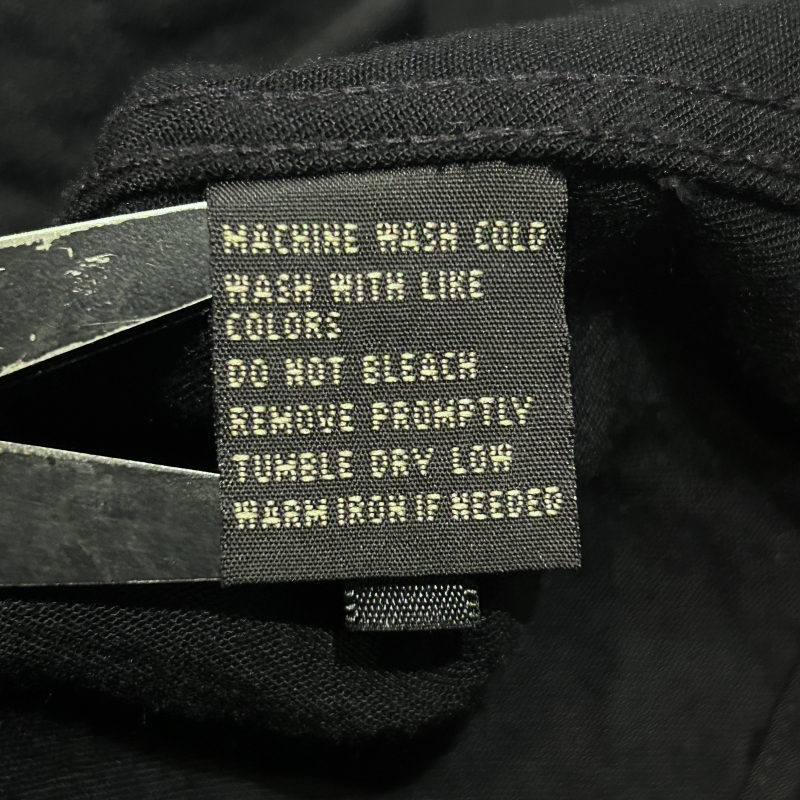 MACHINE WASH COLD
WASH WITH LIKE
COLORS
DO NOT BLEACH
REMOVE PROMPTLY
TUMBLE DRY LOW
WARM IRON IF NEEDED